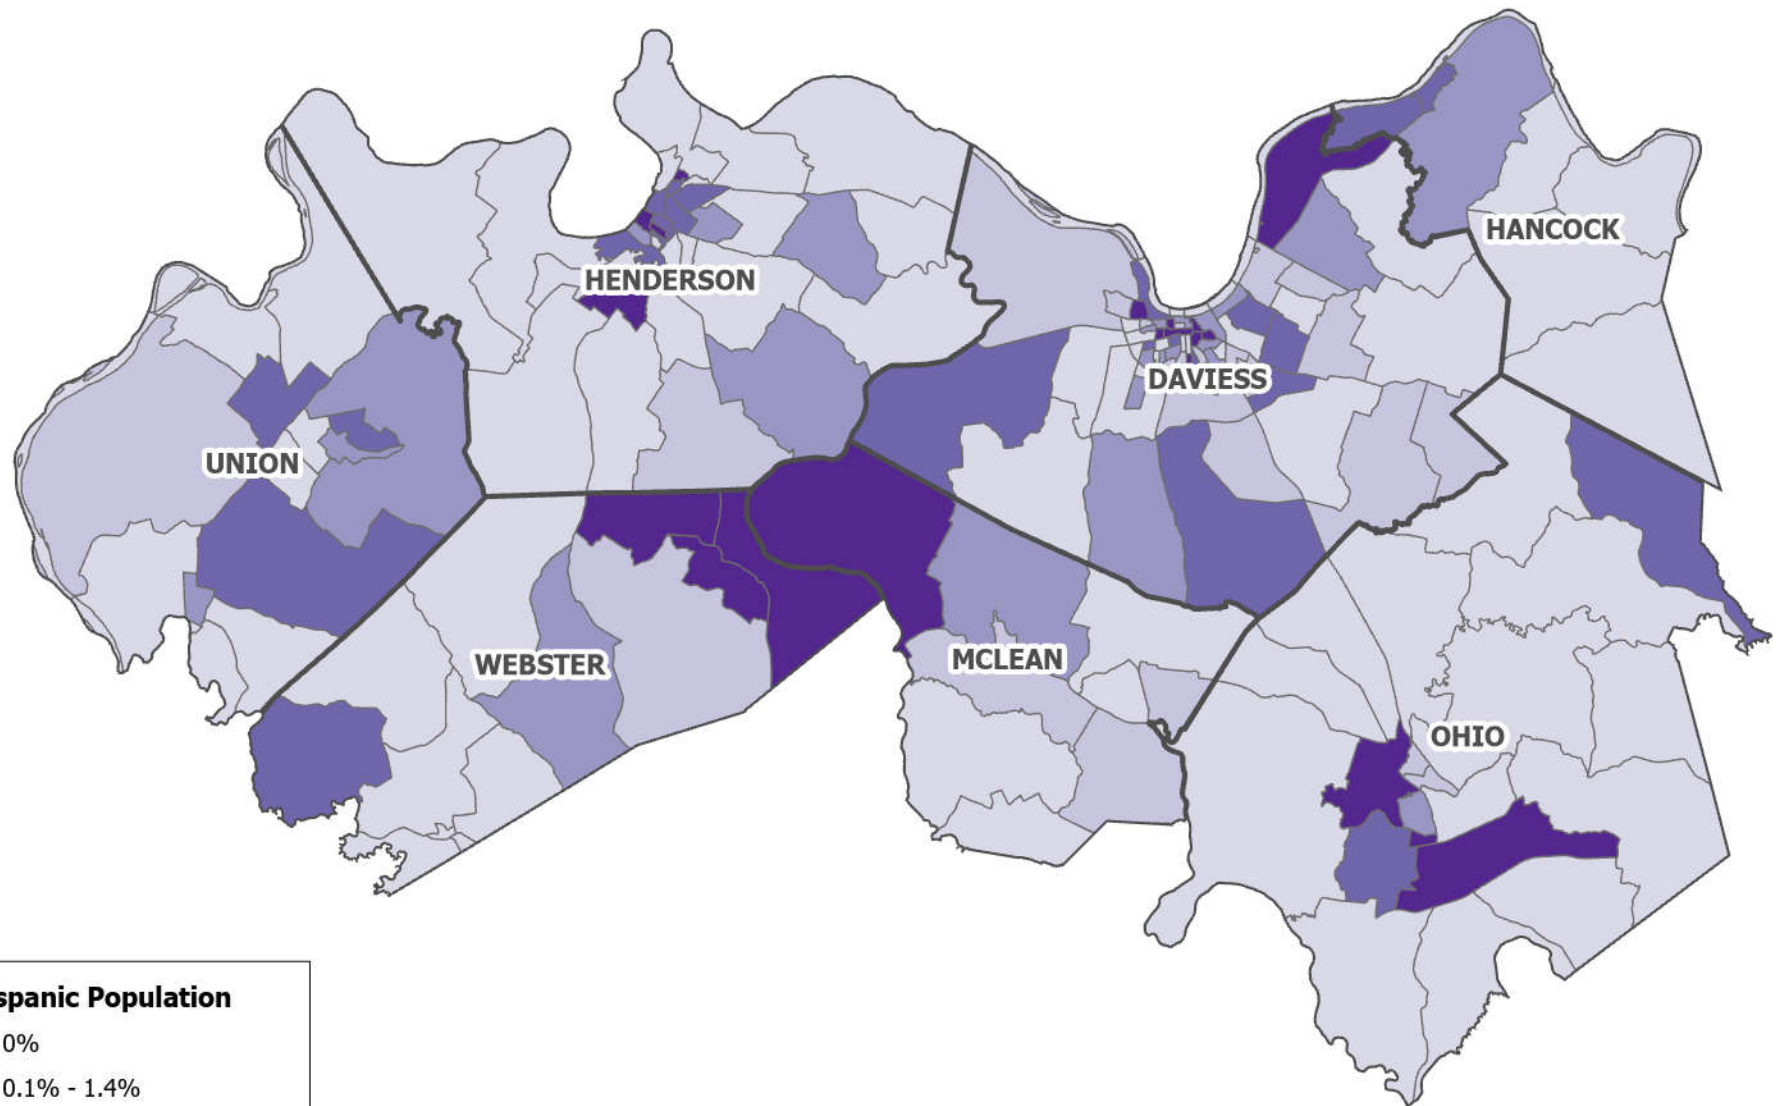 HANCOCK
HENDERSON
DAVIESS
UNION
WEBSTER
MCLEAN
OHIO
spanic Population
0%
0.1% - 1.4%